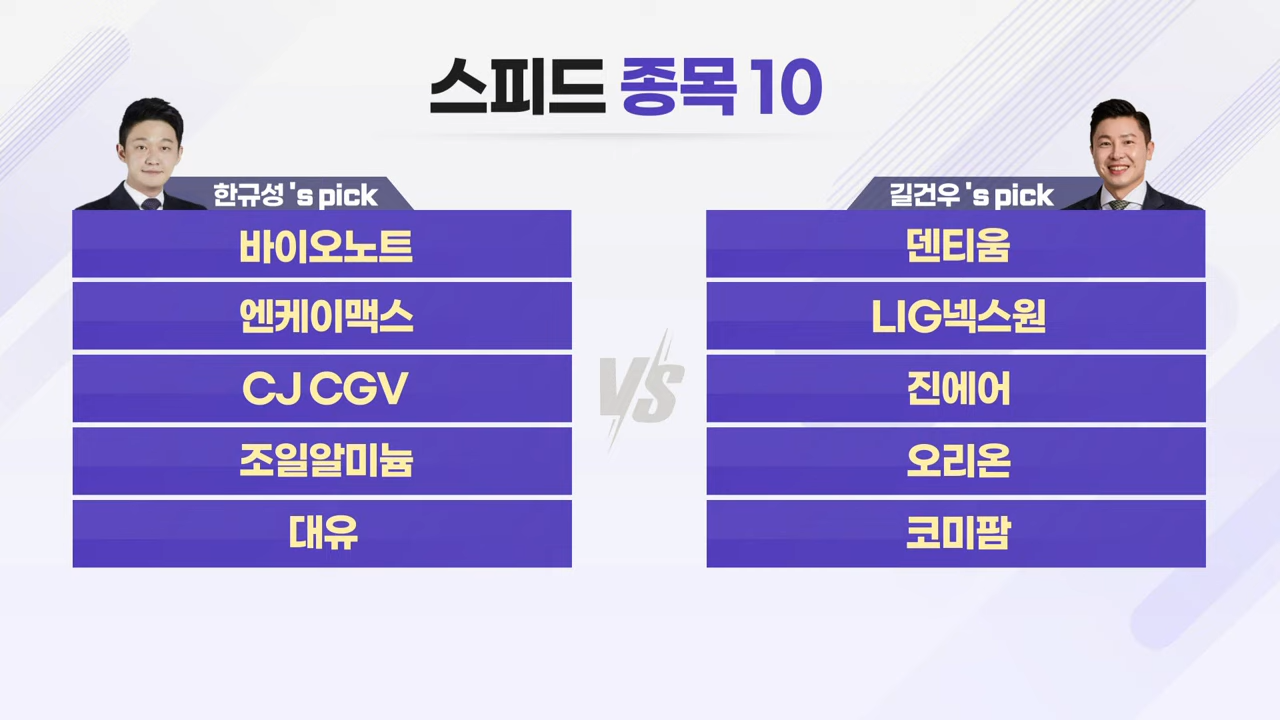 스피드 종목 10
한규성 's pick
바이오노트
엔케이맥스
CJ CGV
조일알미늄
대유
VS
길건우 's pick
덴티움
LIG넥스원
진에어
오리온
코미팜